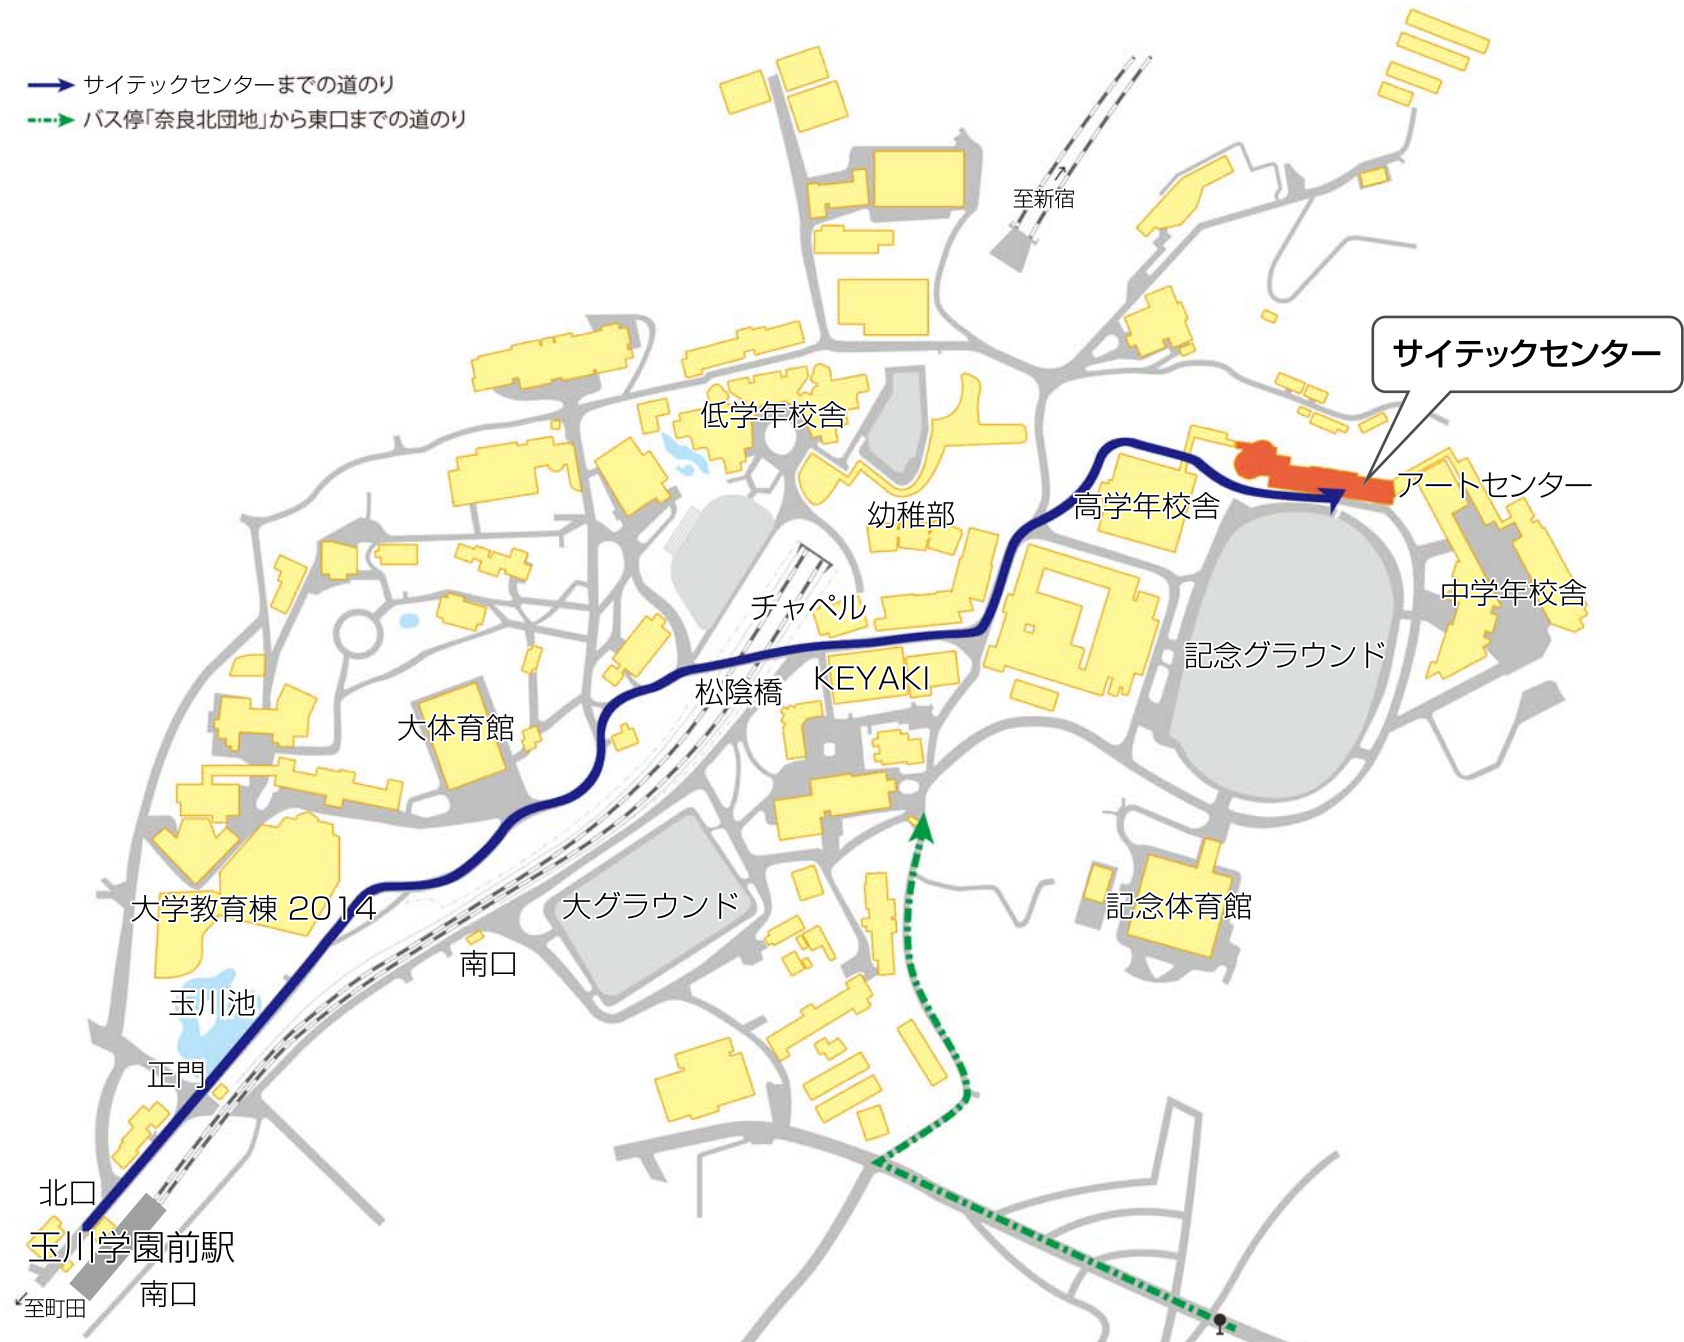 サイテックセンターまでの道のり
バス停「奈良北団地」から東口までの道のり
至新宿
サイテックセンター
低学年校舎
アートセンター
高学年校舎
幼稚部
中学年校舎
チャペル
記念グラウンド
KEYAKI
松陰橋
大体育館
大学教育棟 2014
大グラウンド
記念体育館
南口
玉川池
正門
北口
玉川学園前駅
南口
至町田